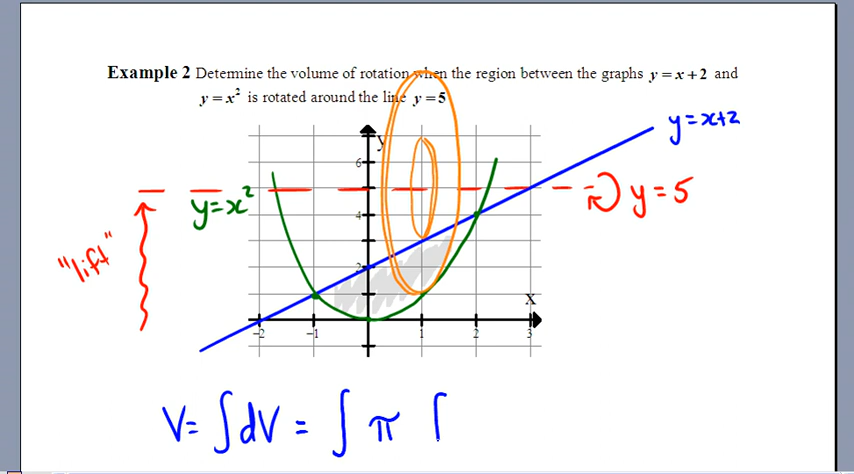 Example 2 Determine the volume of rotation when the region between the graphs y = x + 2 and
y = x² is rotated around the line y = 5
y = x+2
y
6
y = x²
y = 5
4
"lift"
2
X
-2 -1 1 2 3
V = ∫ dV = ∫ π [